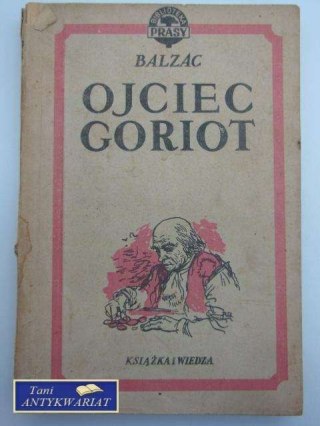 BIBLIOTEKA
PRASY
BALZAC
OJCIEC
GORIOT
KSIĄŻKA I WIEDZA
Tani
ANTYKWARIAT